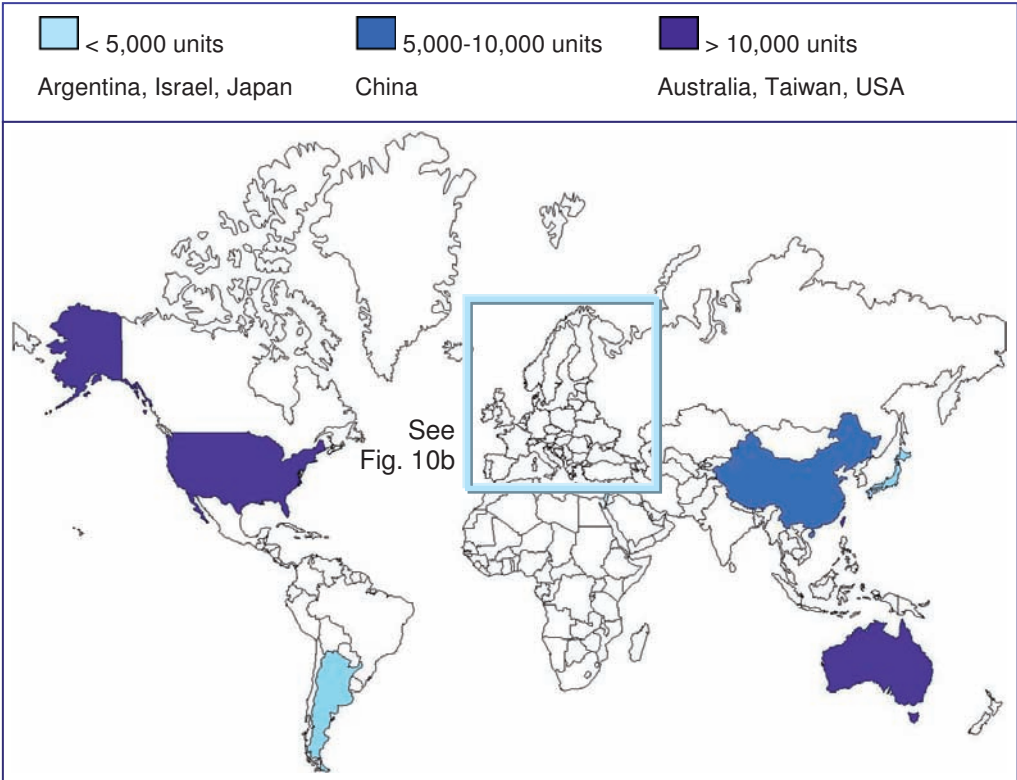 < 5,000 units
5,000-10,000 units
> 10,000 units
Argentina, Israel, Japan
China
Australia, Taiwan, USA
See
Fig. 10b